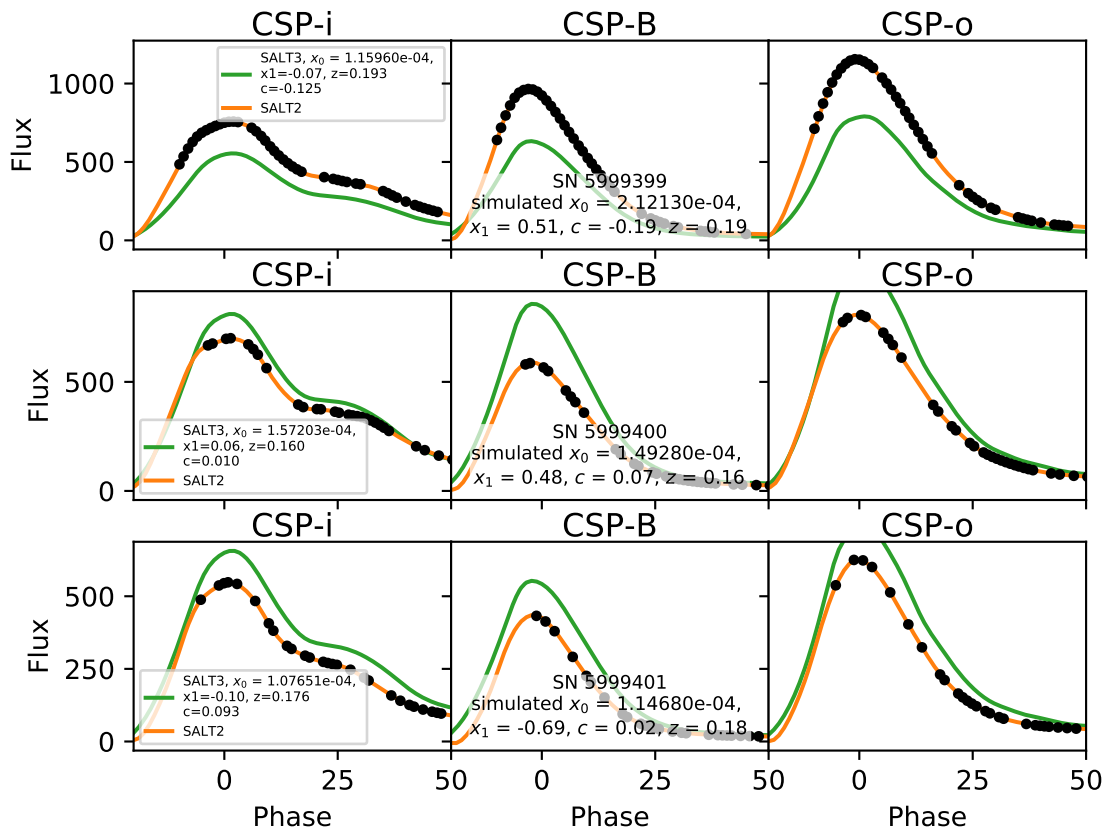 CSP-i CSP-B CSP-o
Flux
1000
500
0
SALT3, x₀ = 1.15960e-04,
x1=-0.07, z=0.193
c=-0.125
SALT2
SN 5999399
simulated x₀ = 2.12130e-04,
x₁ = 0.51, c = -0.19, z = 0.19
CSP-i CSP-B CSP-o
Flux
500
0
SALT3, x₀ = 1.57203e-04,
x1=0.06, z=0.160
c=0.010
SALT2
SN 5999400
simulated x₀ = 1.49280e-04,
x₁ = 0.48, c = 0.07, z = 0.16
CSP-i CSP-B CSP-o
Flux
500
250
0
SALT3, x₀ = 1.07651e-04,
x1=-0.10, z=0.176
c=0.093
SALT2
SN 5999401
simulated x₀ = 1.14680e-04,
x₁ = -0.69, c = 0.02, z = 0.18
0 25 50 0 25 50 0 25 50
Phase Phase Phase